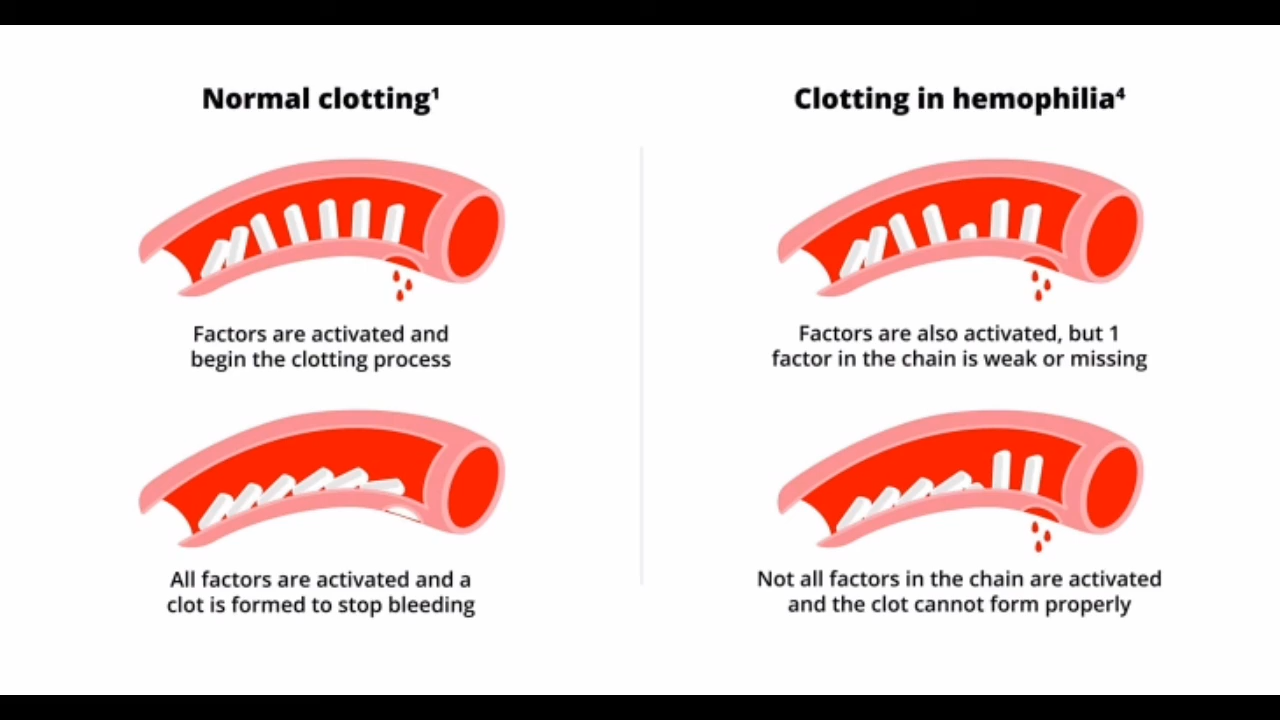 Normal clotting¹
Factors are activated and
begin the clotting process
All factors are activated and a
clot is formed to stop bleeding
Clotting in hemophilia⁴
Factors are also activated, but 1
factor in the chain is weak or missing
Not all factors in the chain are activated
and the clot cannot form properly